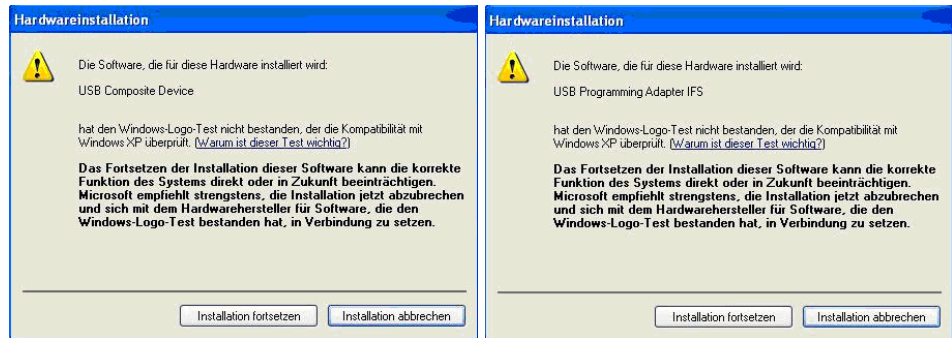 Hardwareinstallation
Die Software, die für diese Hardware installiert wird:
USB Composite Device
hat den Windows-Logo-Test nicht bestanden, der die Kompatibilität mit
Windows XP überprüft. (Warum ist dieser Test wichtig?)
Das Fortsetzen der Installation dieser Software kann die korrekte
Funktion des Systems direkt oder in Zukunft beeinträchtigen.
Microsoft empfiehlt strengstens, die Installation jetzt abzubrechen
und sich mit dem Hardwarehersteller für Software, die den
Windows-Logo-Test bestanden hat, in Verbindung zu setzen.
Installation fortsetzen
Installation abbrechen
Hardwareinstallation
Die Software, die für diese Hardware installiert wird:
USB Programming Adapter IFS
hat den Windows-Logo-Test nicht bestanden, der die Kompatibilität mit
Windows XP überprüft. (Warum ist dieser Test wichtig?)
Das Fortsetzen der Installation dieser Software kann die korrekte
Funktion des Systems direkt oder in Zukunft beeinträchtigen.
Microsoft empfiehlt strengstens, die Installation jetzt abzubrechen
und sich mit dem Hardwarehersteller für Software, die den
Windows-Logo-Test bestanden hat, in Verbindung zu setzen.
Installation fortsetzen
Installation abbrechen